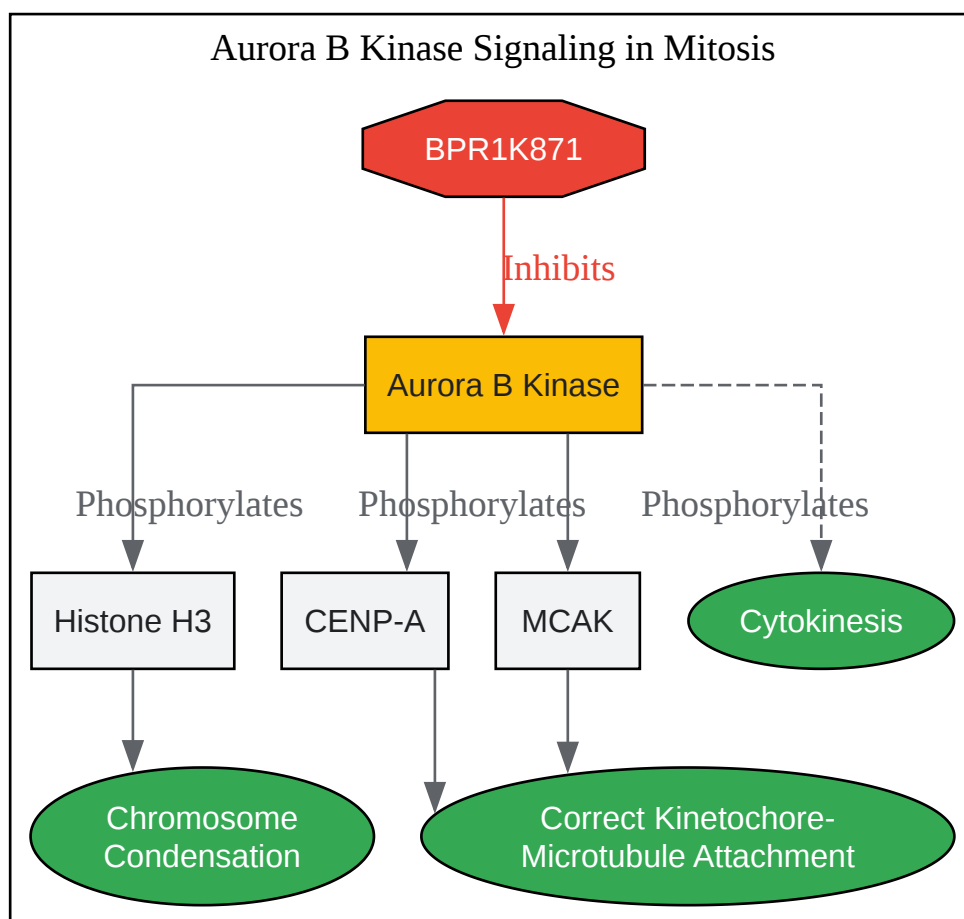 Aurora B Kinase Signaling in Mitosis
BPR1K871
Inhibits
Aurora B Kinase
Phosphorylates
Phosphorylates
Phosphorylates
Histone H3
CENP-A
MCAK
Cytokinesis
Chromosome
Condensation
Correct Kinetochore-
Microtubule Attachment